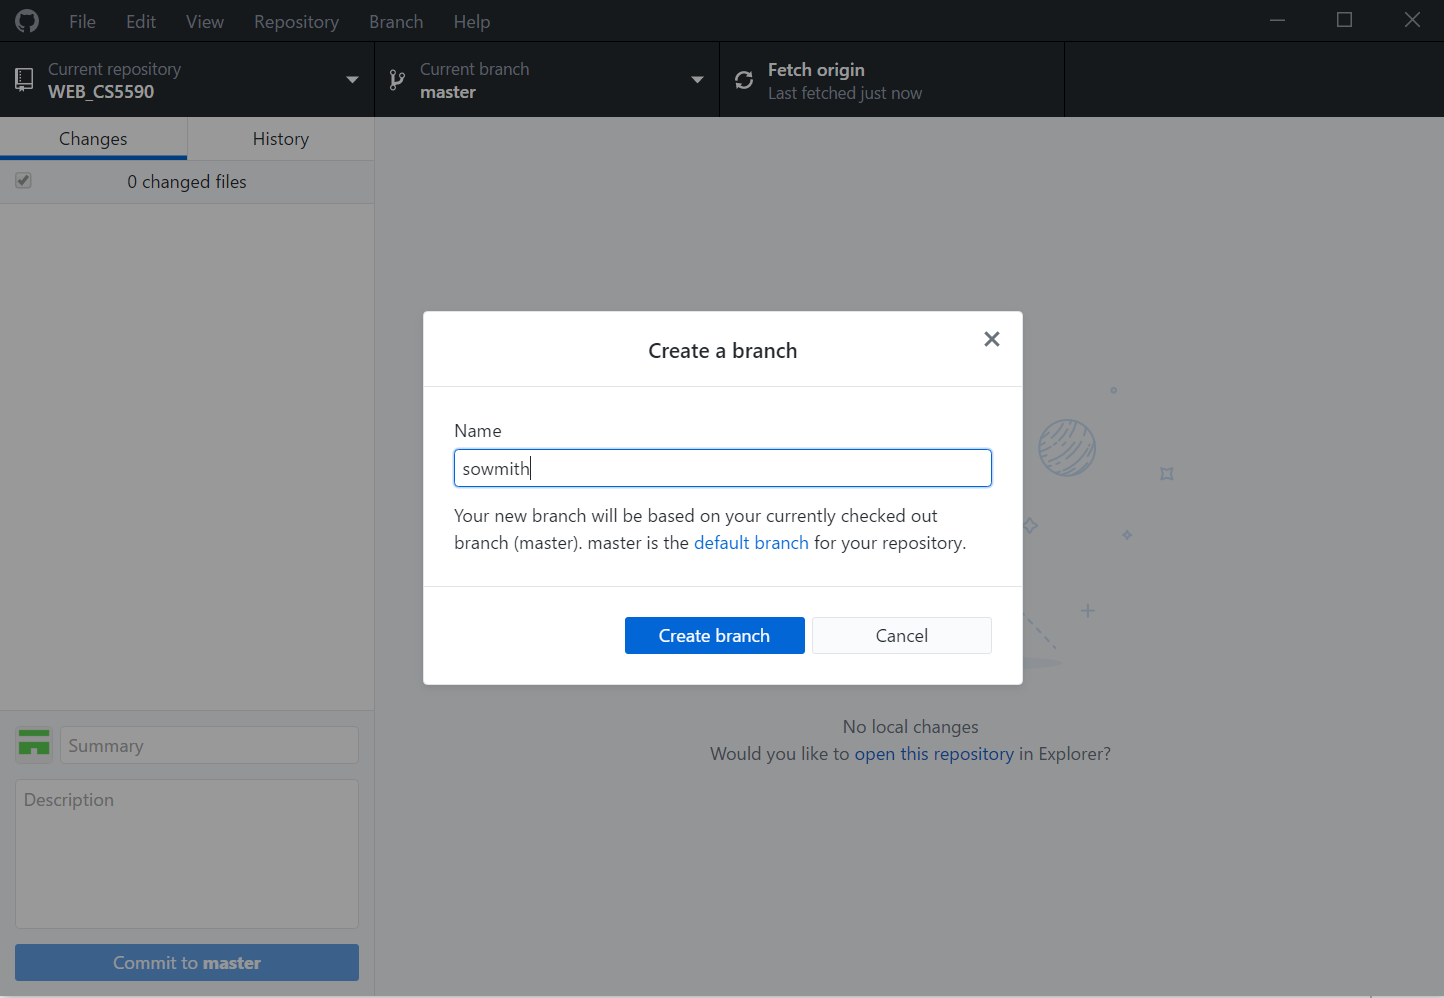 File Edit View Repository Branch Help
Current repository
WEB_CS5590
Current branch
master
Fetch origin
Last fetched just now
Changes History
0 changed files
Create a branch
Name
sowmith
Your new branch will be based on your currently checked out
branch (master). master is the default branch for your repository.
Create branch Cancel
No local changes
Would you like to open this repository in Explorer?
Summary
Description
Commit to master